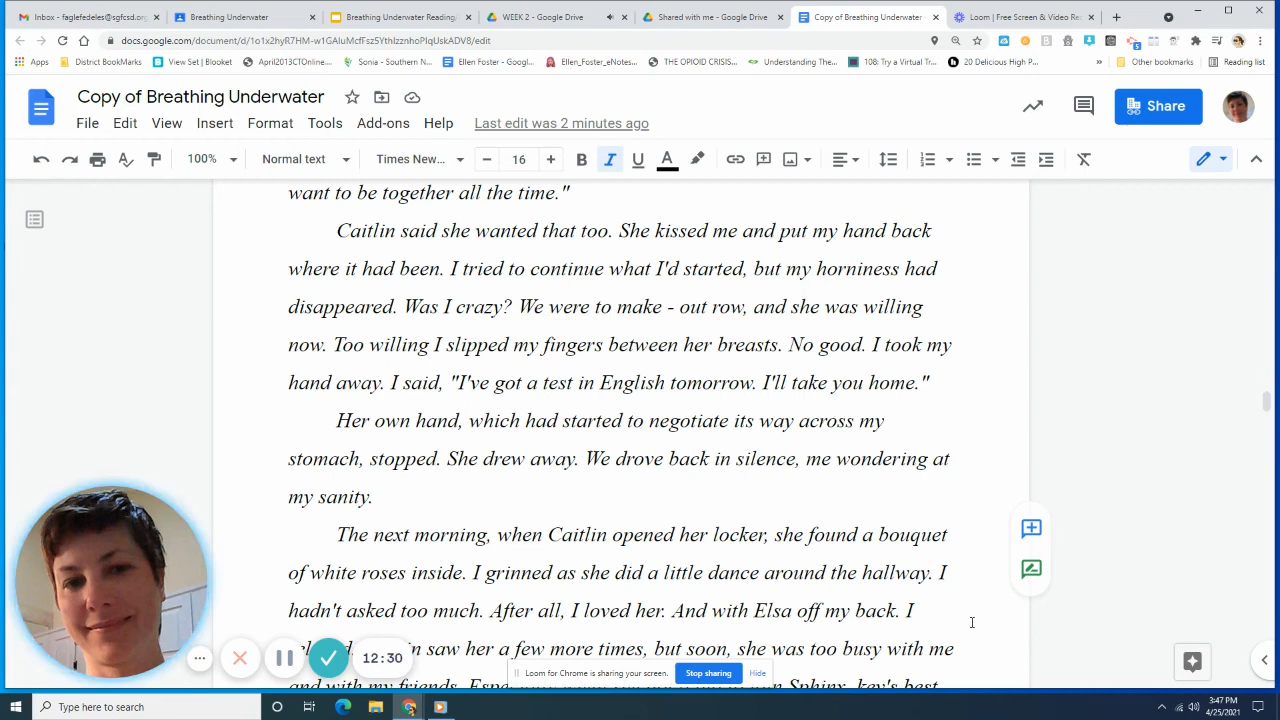 Inbox - faglefedelest@sgfcsd.org
Breathing Underwater
Breathing Underwater Reading
WEEK 2 - Google Drive
Shared with me - Google Drive
Copy of Breathing Underwater
Loom | Free Screen & Video Re
docs.google.com/document/d/
Apps
District BookMarks
View Set | Blooket
April2013CTOnline...
Sonia - Southern N...
Ellen Foster - Googl...
Ellen_Foster_eNotes...
THE OPIOID CRISIS...
Understanding The...
108: Try a Virtual Tr...
20 Delicious High P...
»
Other bookmarks
Reading list
Copy of Breathing Underwater
File Edit View Insert Format Tools Add-ons Help Last edit was 2 minutes ago
Share
100% Normal text Times New... 16 B I U A
want to be together all the time."
Caitlin said she wanted that too. She kissed me and put my hand back
where it had been. I tried to continue what I'd started, but my horniness had
disappeared. Was I crazy? We were to make - out row, and she was willing
now. Too willing I slipped my fingers between her breasts. No good. I took my
hand away. I said, "I've got a test in English tomorrow. I'll take you home."
Her own hand, which had started to negotiate its way across my
stomach, stopped. She drew away. We drove back in silence, me wondering at
my sanity.
The next morning, when Caitlin opened her locker, she found a bouquet
of white roses inside. I grinned as she did a little dance around the hallway. I
hadn't asked too much. After all, I loved her. And with Elsa off my back. I
saw her a few more times, but soon, she was too busy with me
and with my friends.
Sphinx, key's best
12:30
Loom for Chrome is sharing your screen.
Stop sharing
Hide
Type here to search
3:47 PM
4/25/2021